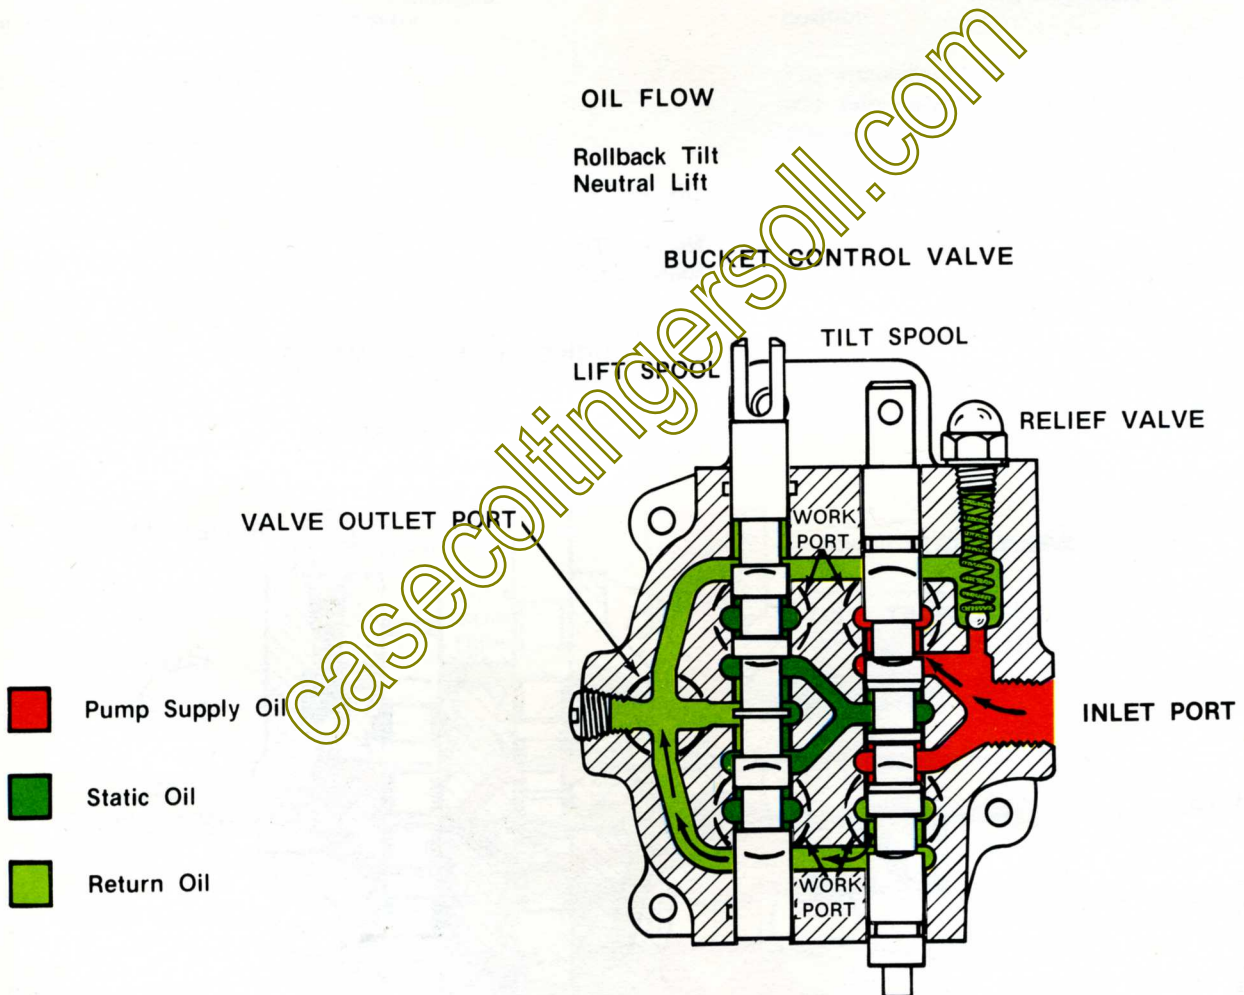 OIL FLOW
Rollback Tilt
Neutral Lift
BUCKET CONTROL VALVE
TILT SPOOL
LIFT SPOOL
RELIEF VALVE
VALVE OUTLET PORT
WORK
PORT
INLET PORT
Pump Supply Oil
Static Oil
Return Oil
WORK
PORT
casecoltingersoll.com